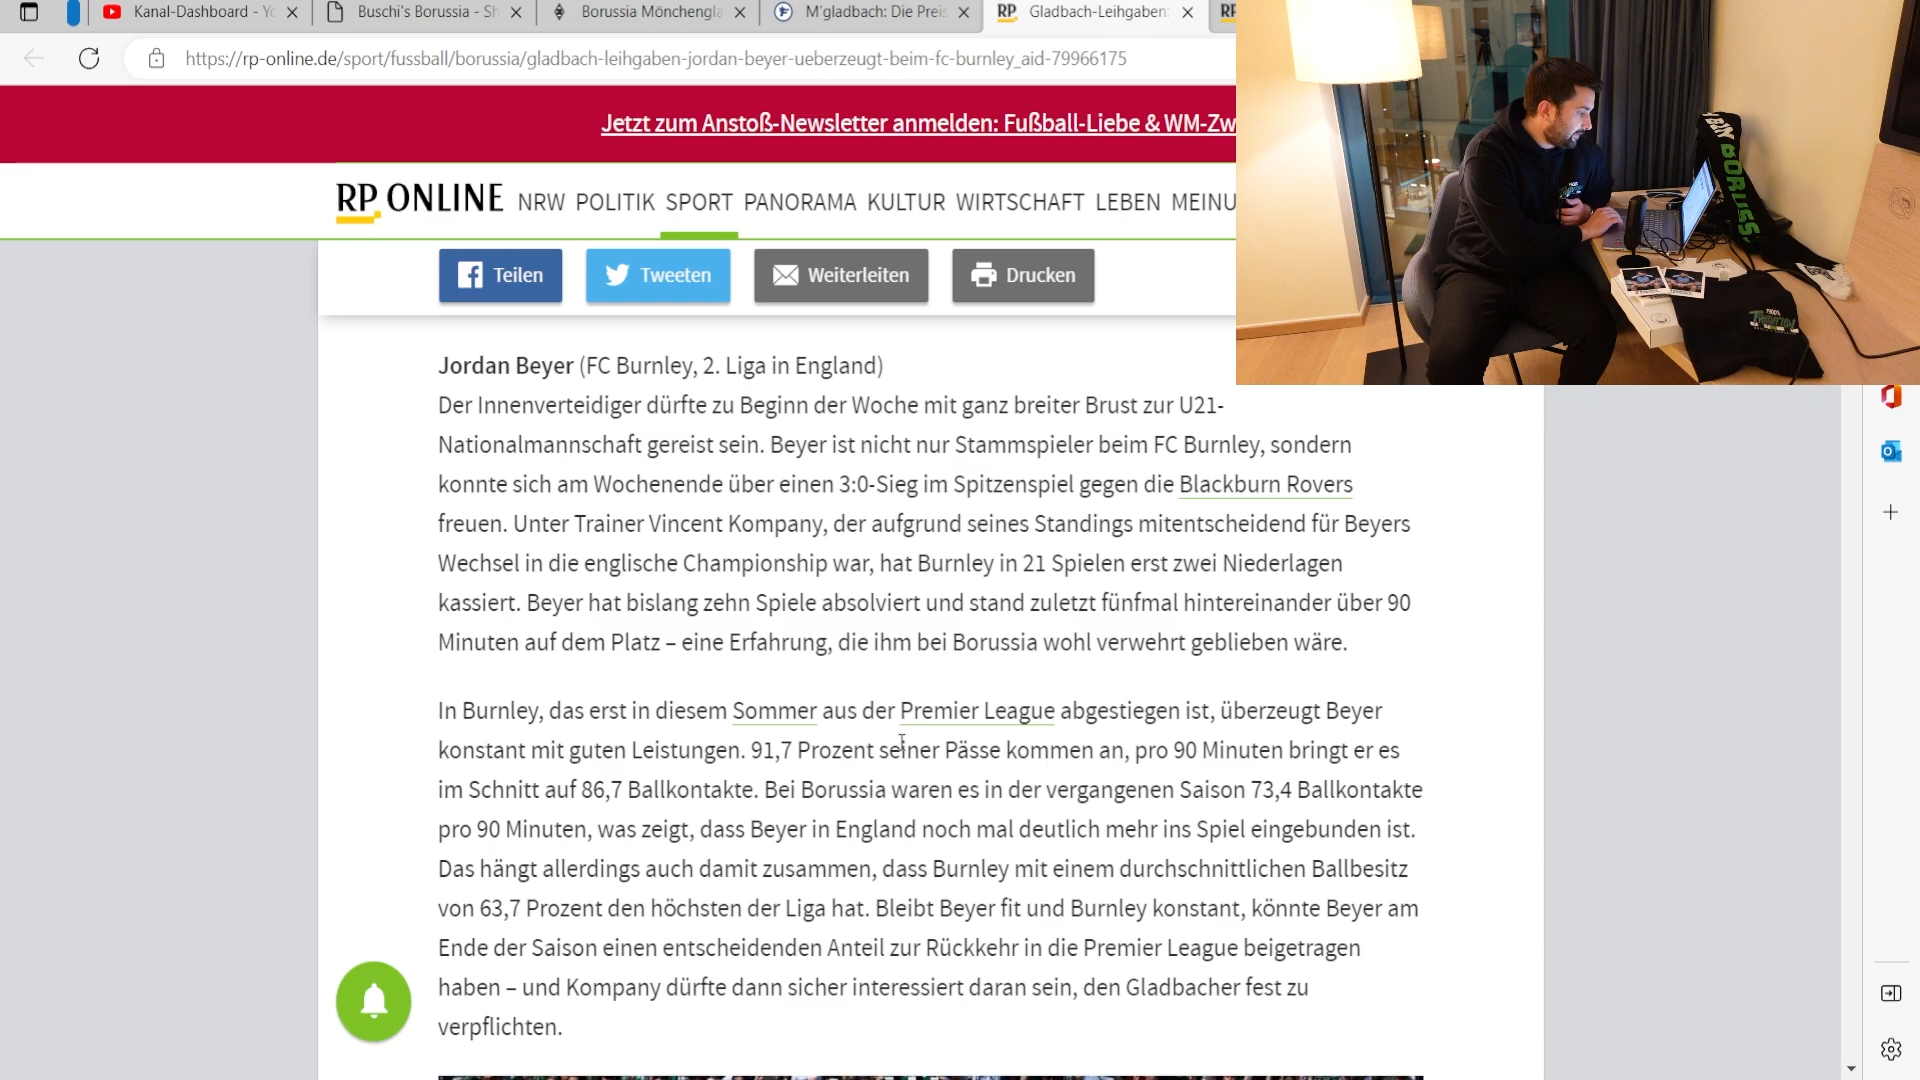 Kanal-Dashboard - Yo
Buschi's Borussia - Sh
Borussia Mönchengla
M'gladbach: Die Preis
RP Gladbach-Leihgaben:
https://rp-online.de/sport/fussball/borussia/gladbach-leihgaben-jordan-beyer-ueberzeugt-beim-fc-burnley_aid-79966175
Jetzt zum Anstoß-Newsletter anmelden: Fußball-Liebe & WM-Zw
RP ONLINE NRW POLITIK SPORT PANORAMA KULTUR WIRTSCHAFT LEBEN MEINU
Teilen Tweeten Weiterleiten Drucken
Jordan Beyer (FC Burnley, 2. Liga in England)
Der Innenverteidiger dürfte zu Beginn der Woche mit ganz breiter Brust zur U21-
Nationalmannschaft gereist sein. Beyer ist nicht nur Stammspieler beim FC Burnley, sondern
konnte sich am Wochenende über einen 3:0-Sieg im Spitzenspiel gegen die Blackburn Rovers
freuen. Unter Trainer Vincent Kompany, der aufgrund seines Standings mitentscheidend für Beyers
Wechsel in die englische Championship war, hat Burnley in 21 Spielen erst zwei Niederlagen
kassiert. Beyer hat bislang zehn Spiele absolviert und stand zuletzt fünfmal hintereinander über 90
Minuten auf dem Platz – eine Erfahrung, die ihm bei Borussia wohl verwehrt geblieben wäre.
In Burnley, das erst in diesem Sommer aus der Premier League abgestiegen ist, überzeugt Beyer
konstant mit guten Leistungen. 91,7 Prozent seiner Pässe kommen an, pro 90 Minuten bringt er es
im Schnitt auf 86,7 Ballkontakte. Bei Borussia waren es in der vergangenen Saison 73,4 Ballkontakte
pro 90 Minuten, was zeigt, dass Beyer in England noch mal deutlich mehr ins Spiel eingebunden ist.
Das hängt allerdings auch damit zusammen, dass Burnley mit einem durchschnittlichen Ballbesitz
von 63,7 Prozent den höchsten der Liga hat. Bleibt Beyer fit und Burnley konstant, könnte Beyer am
Ende der Saison einen entscheidenden Anteil zur Rückkehr in die Premier League beigetragen
haben – und Kompany dürfte dann sicher interessiert daran sein, den Gladbacher fest zu
verpflichten.
BORUSS
TRADITION